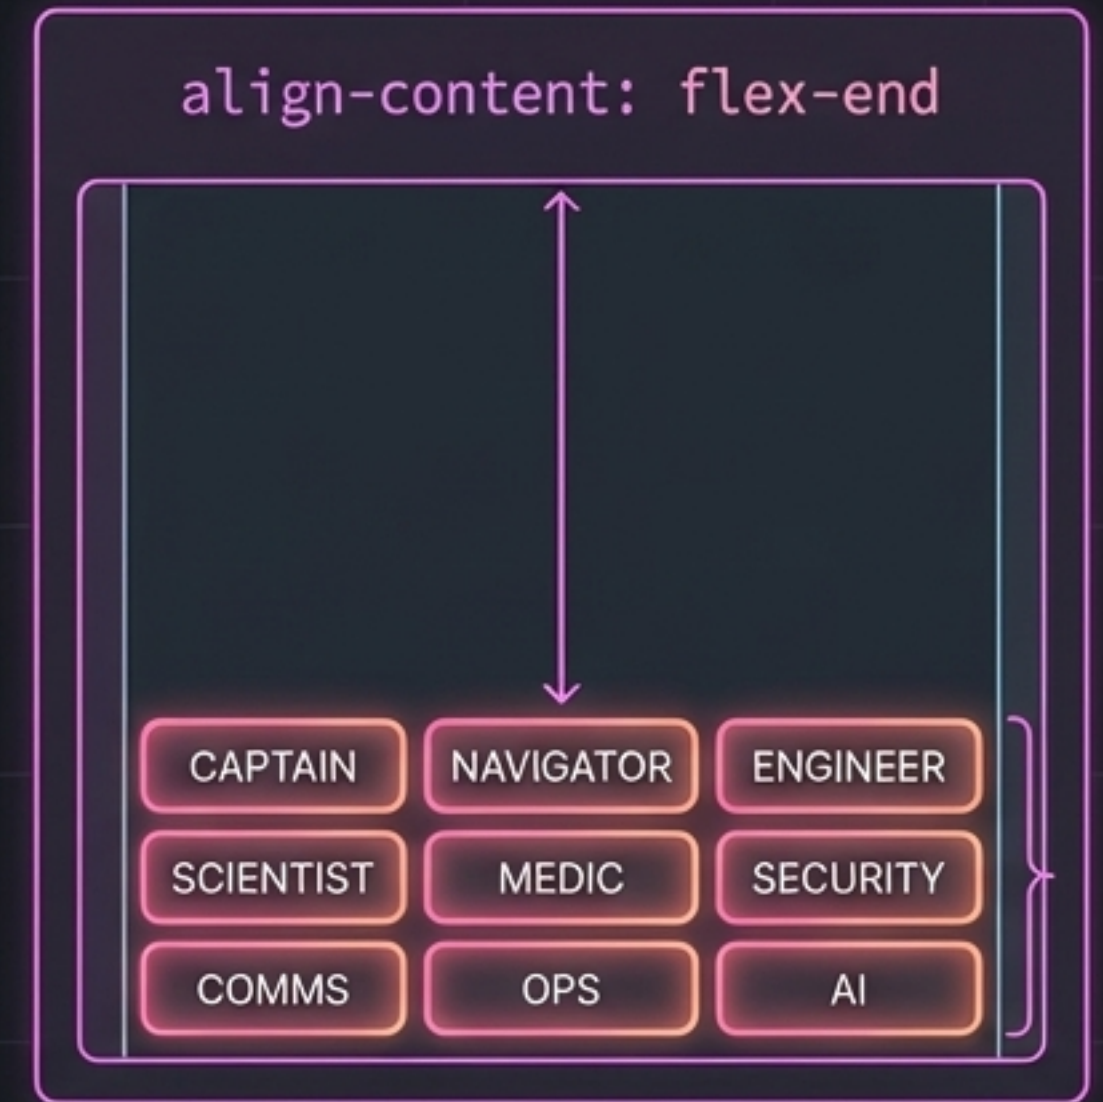 align-content: flex-end
CAPTAIN NAVIGATOR ENGINEER
SCIENTIST MEDIC SECURITY
COMMS OPS AI